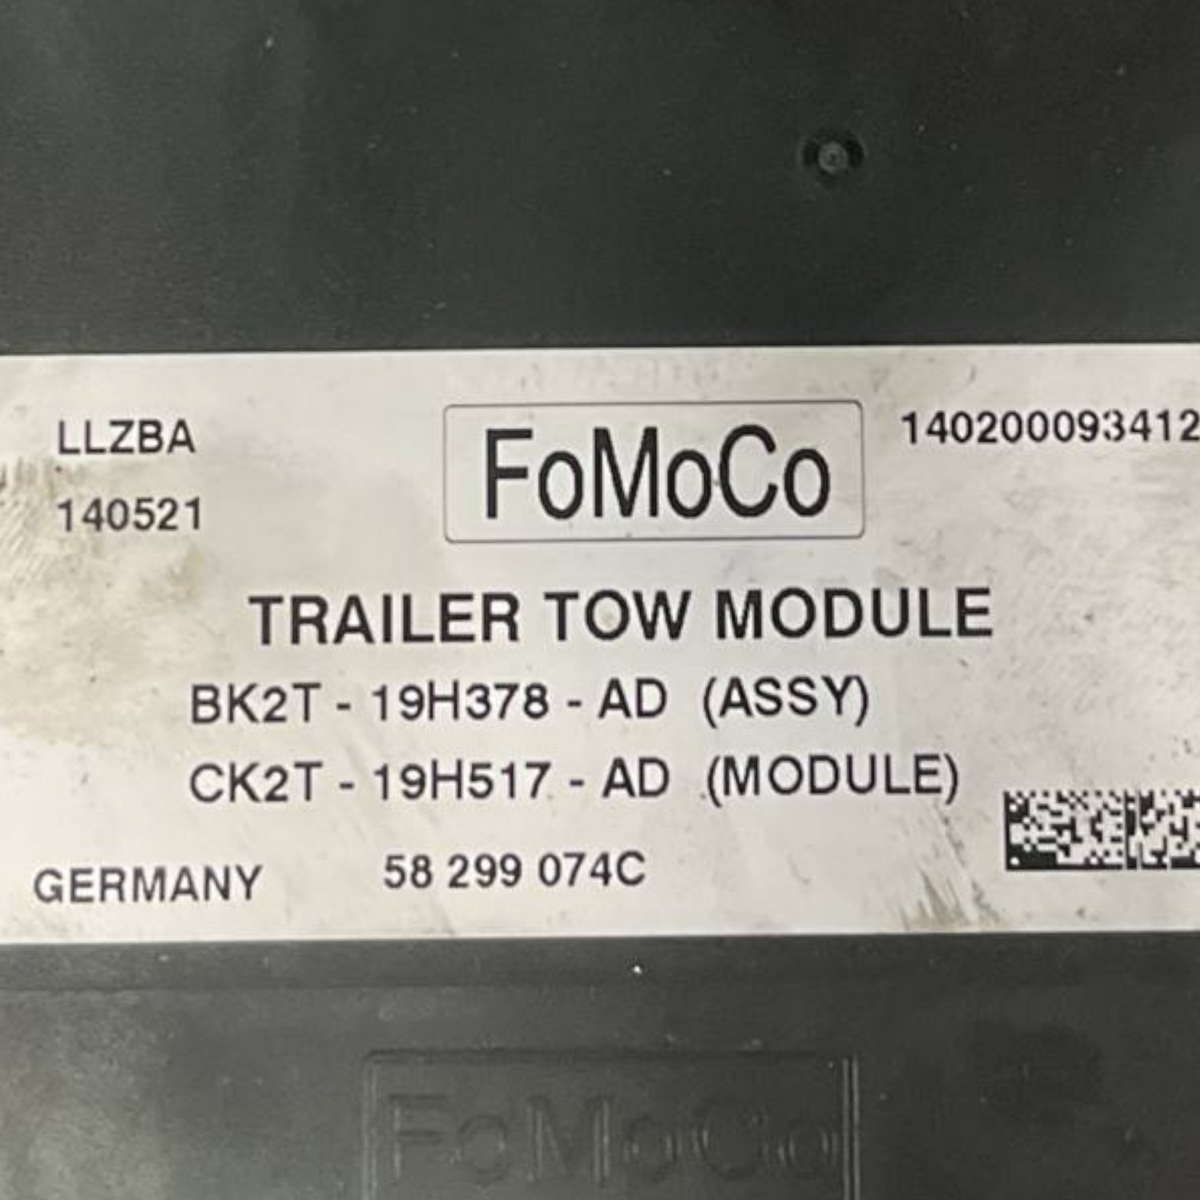 LLZBA
FoMoCo
140200093412
140521
TRAILER TOW MODULE
BK2T - 19H378 - AD (ASSY)
CK2T - 19H517 - AD (MODULE)
GERMANY
58 299 074C
FoMoCo